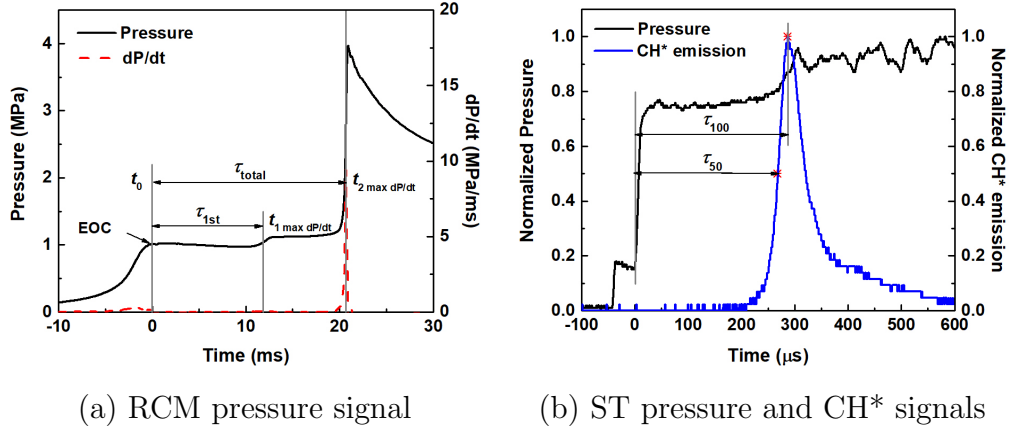 Pressure
dP/dt
Pressure (MPa)
4
3
2
1
0
20
15
10
5
0
dP/dt (MPa/ms)
t0
τtotal
t2 max dP/dt
τ1st
t1 max dP/dt
EOC
-10 0 10 20 30
Time (ms)
(a) RCM pressure signal
Pressure
CH* emission
Normalized Pressure
1.0
0.8
0.6
0.4
0.2
0.0
1.0
0.8
0.6
0.4
0.2
0.0
Normalized CH*
emission
τ100
τ50
-100 0 100 200 300 400 500 600
Time (μs)
(b) ST pressure and CH* signals